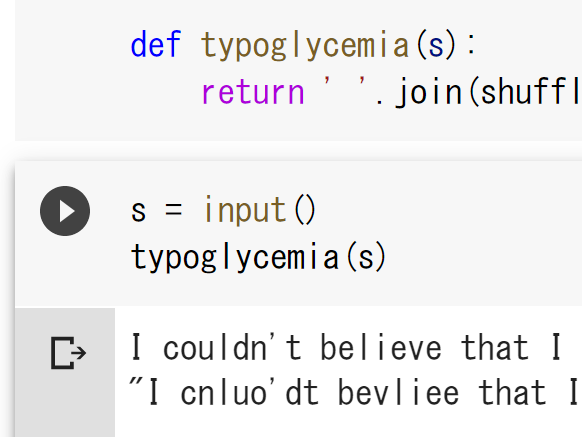 def typoglycemia(s):
return ' '.join(shuffl
s = input()
typoglycemia(s)
I couldn't believe that I
"I cnluo'dt bevliee that I